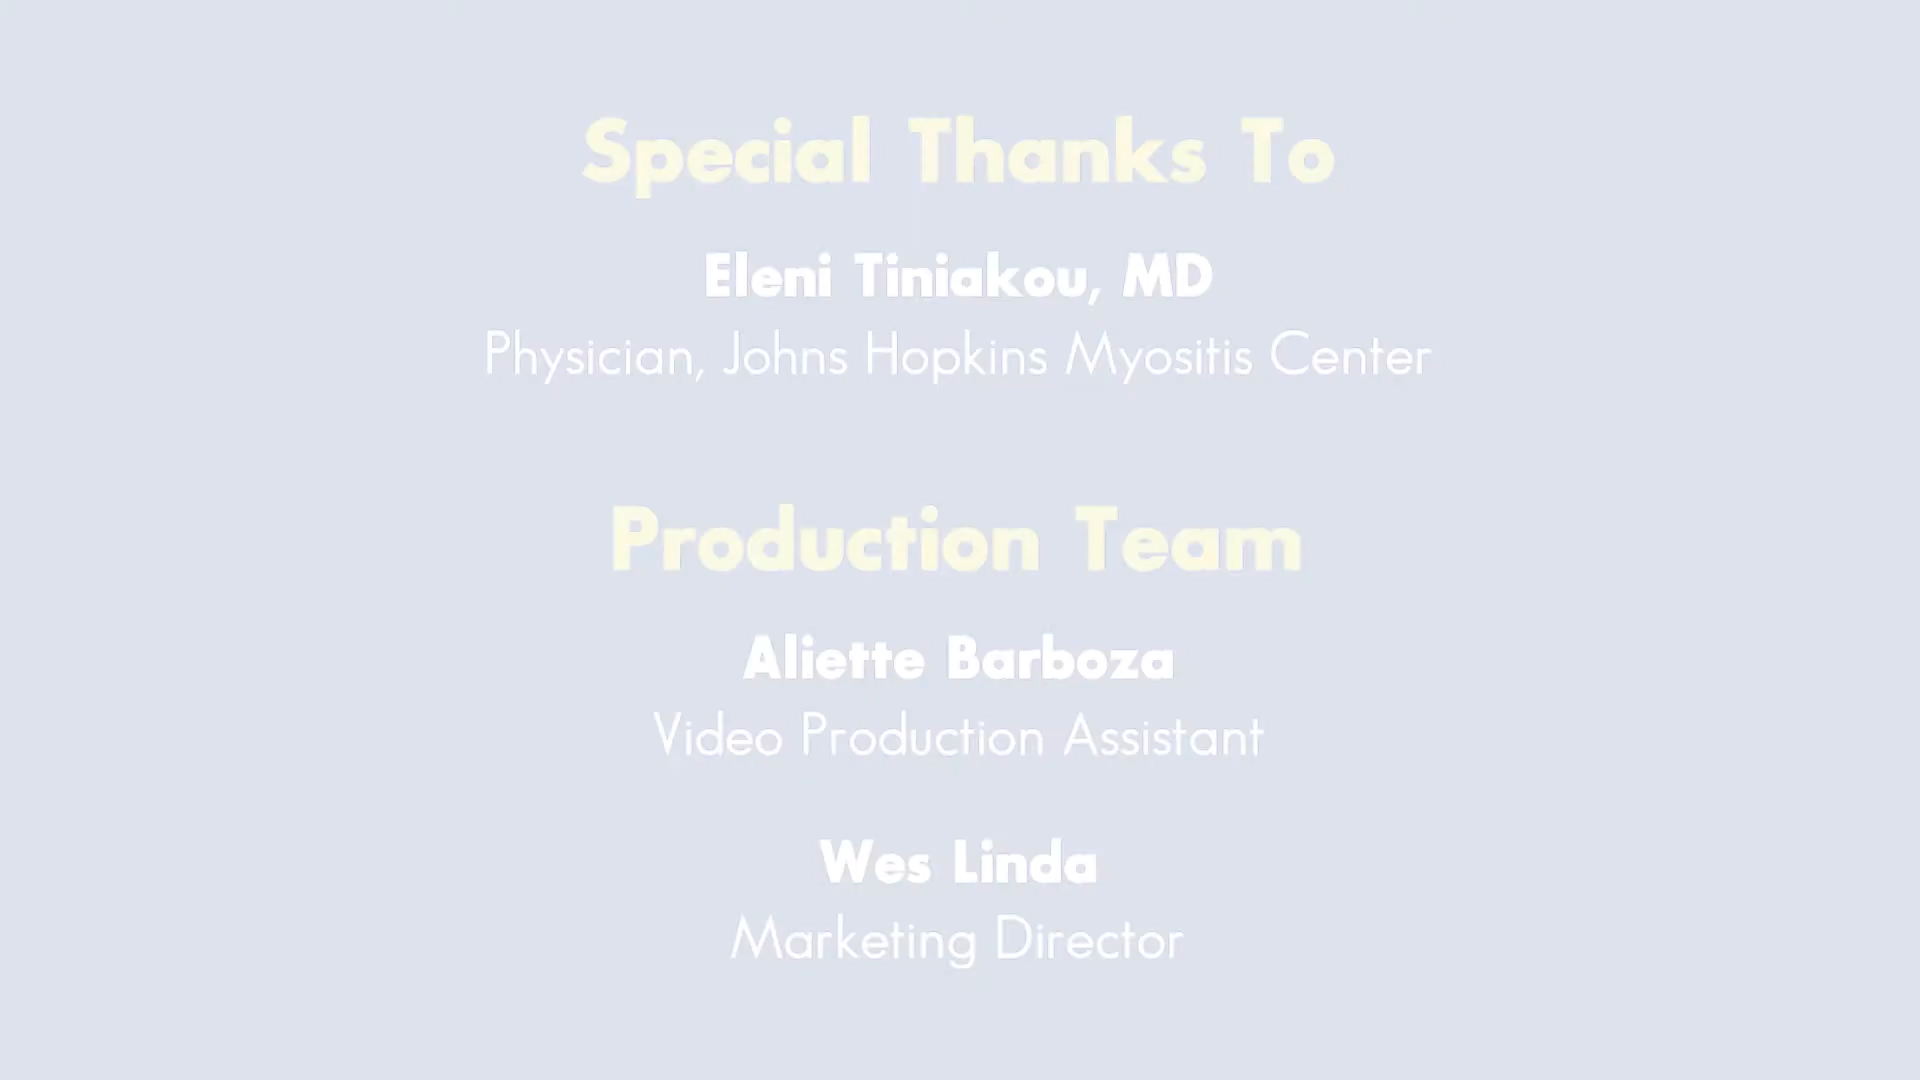 Special Thanks To
Eleni Tiniakou, MD
Physician, Johns Hopkins Myositis Center
Production Team
Aliette Barboza
Video Production Assistant
Wes Linda
Marketing Director